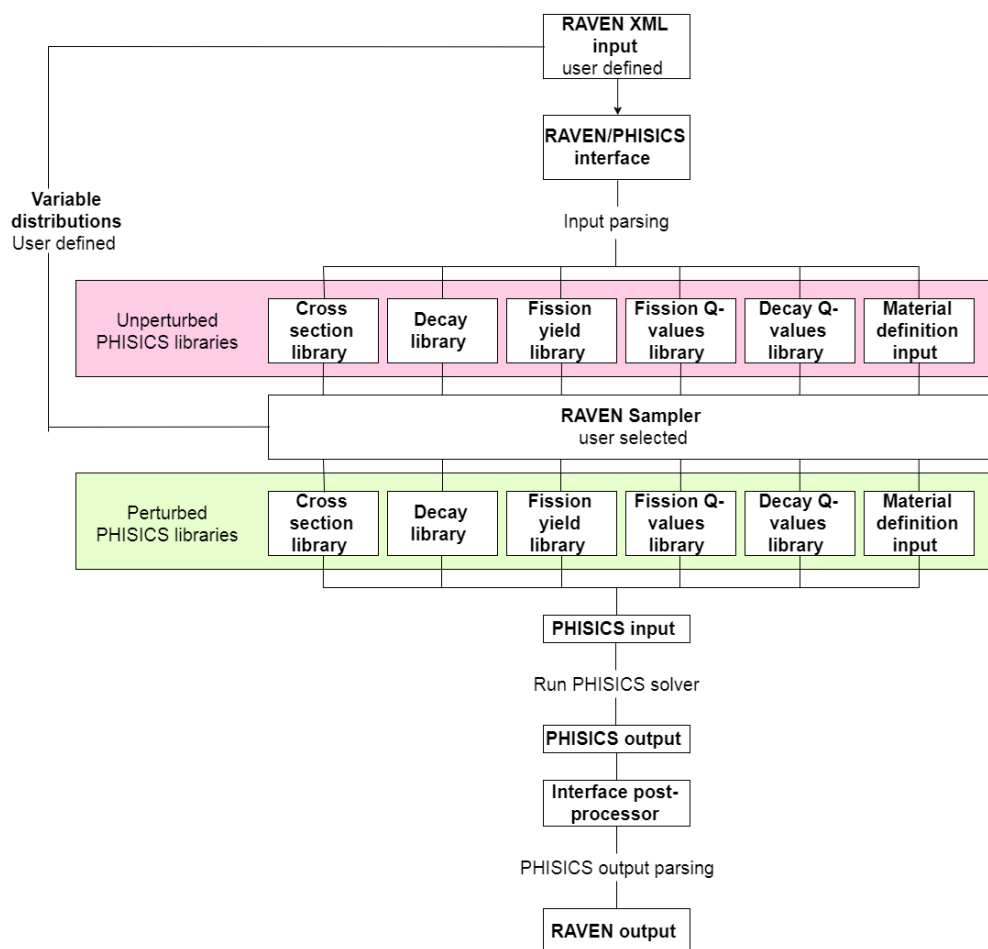 RAVEN XML
input
user defined
RAVEN/PHISICS
interface
Variable
distributions
User defined
Input parsing
Unperturbed
PHISICS libraries
Cross
section
library
Decay
library
Fission
yield
library
Fission Q-
values
library
Decay Q-
values
library
Material
definition
input
RAVEN Sampler
user selected
Perturbed
PHISICS libraries
Cross
section
library
Decay
library
Fission
yield
library
Fission Q-
values
library
Decay Q-
values
library
Material
definition
input
PHISICS input
Run PHISICS solver
PHISICS output
Interface post-
processor
PHISICS output parsing
RAVEN output